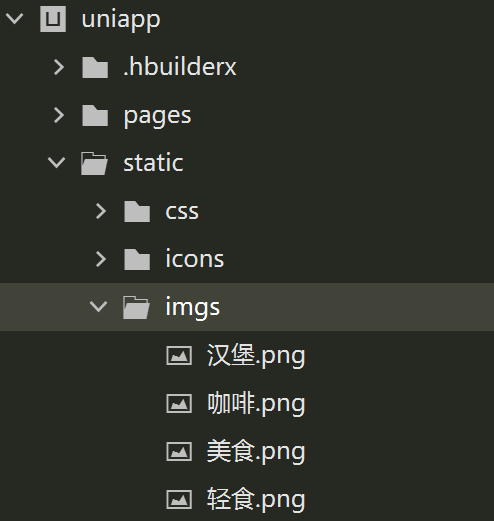 uniapp
.hbuilderx
pages
static
css
icons
imgs
汉堡.png
咖啡.png
美食.png
轻食.png